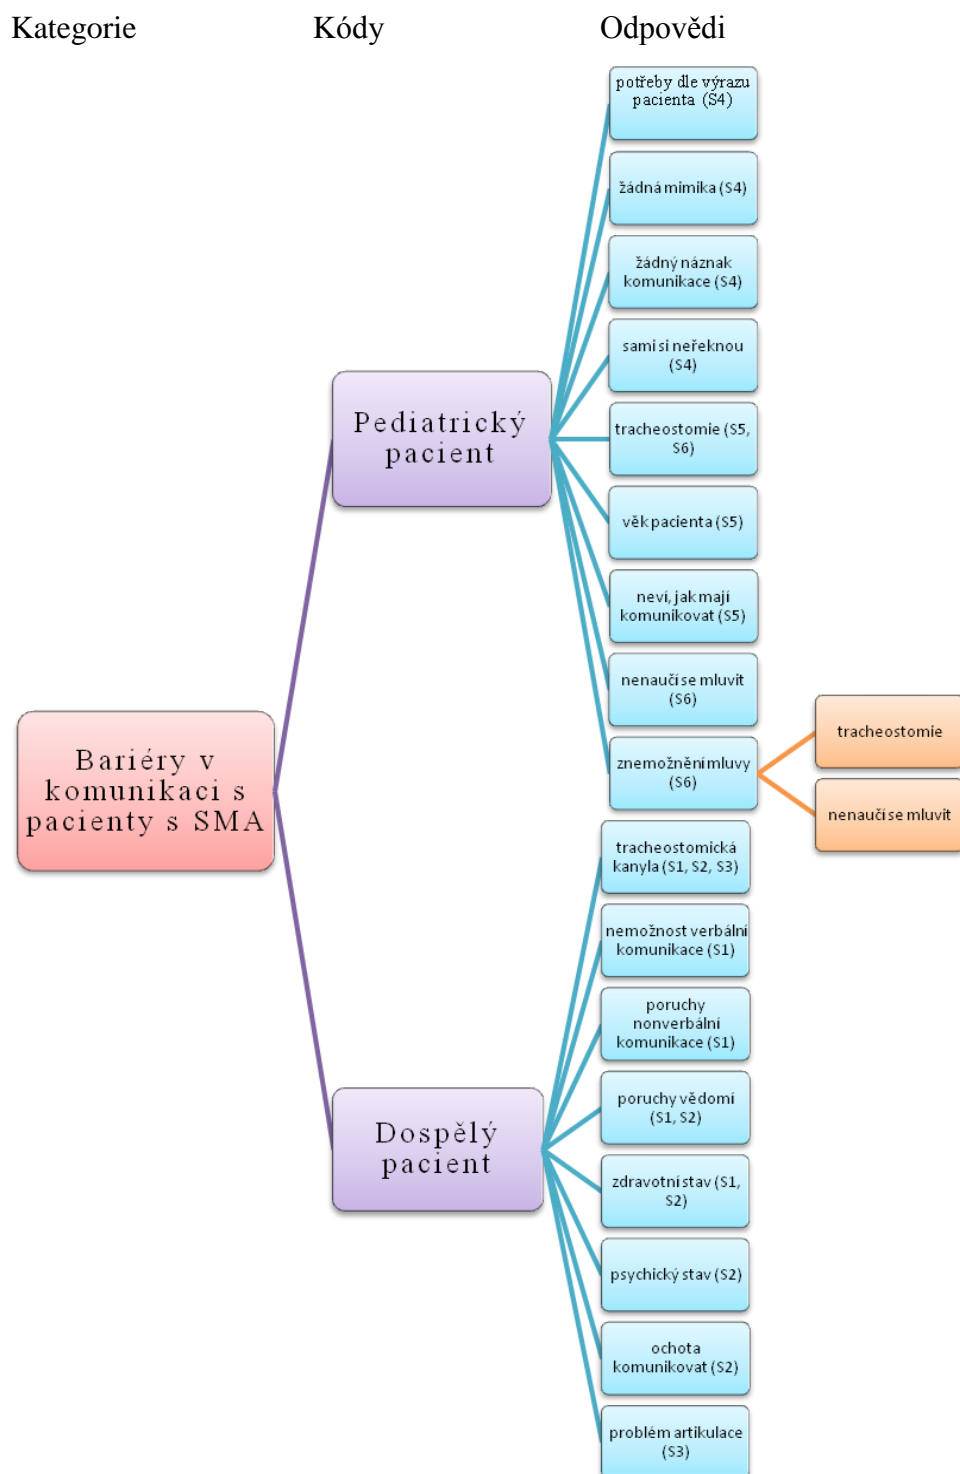 Kategorie Kódy Odpovědi
potřeby dle výrazu
pacienta (S4)
žádná mimika (S4)
žádný náznak
komunikace (S4)
sami si neřeknou
(S4)
Pediatrický
pacient
tracheostomie (S5,
S6)
věk pacienta (S5)
neví, jak mají
komunikovat (S5)
nenaučí se mluvit
(S6)
znemožnění mluvy
(S6)
tracheostomie
nenaučí se mluvit
Bariéry v
komunikaci s
pacienty s SMA
tracheostomická
kanyla (S1, S2, S3)
nemožnost verbální
komunikace (S1)
poruchy
nonverbální
komunikace (S1)
poruchy vědomí
(S1, S2)
Dospělý
pacient
zdravotní stav (S1,
S2)
psychický stav (S2)
ochota
komunikovat (S2)
problém artikulace
(S3)